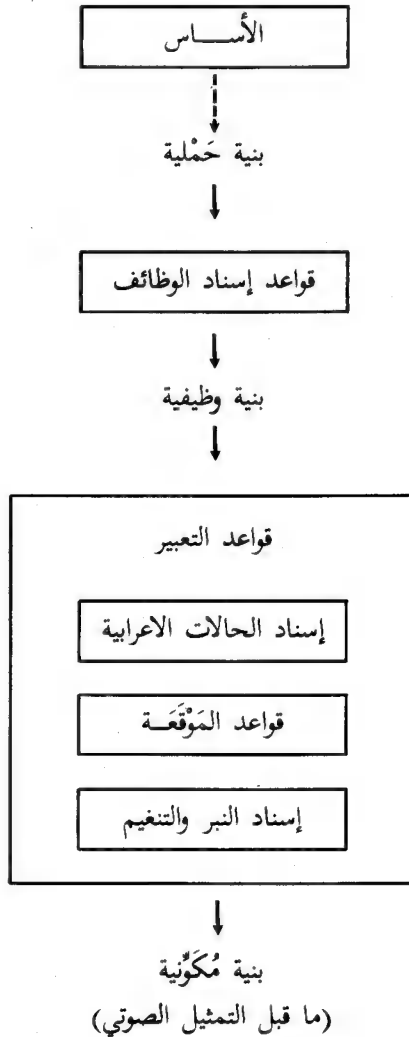 الأســـاس
بنية حَمْلية
قواعد إسناد الوظائف
بنية وظيفية
قواعد التعبير
إسناد الحالات الاعرابية
قواعد المَوْقَعَــة
إسناد النبر والتنغيم
بنية مُكَوِّنية
(ما قبل التمثيل الصوتي)